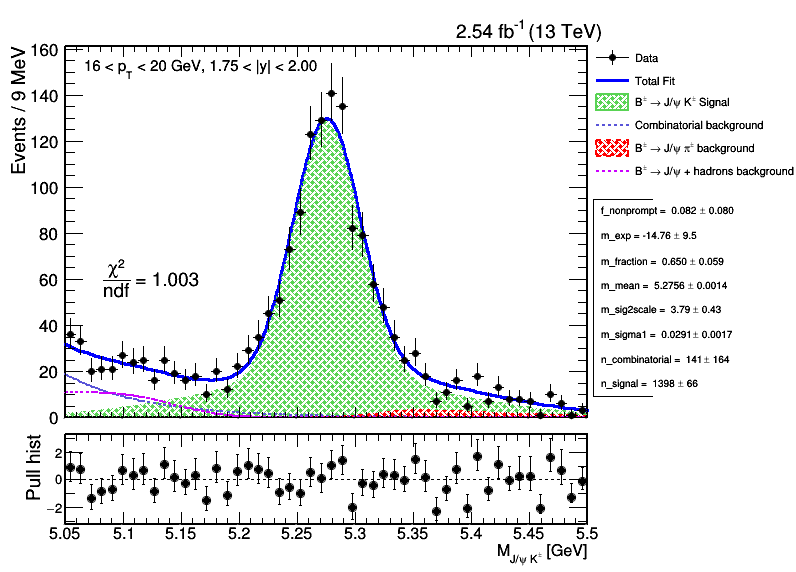 2.54 fb⁻¹ (13 TeV)
Events / 9 MeV
160
140
120
100
80
60
40
20
0
16 < p_T < 20 GeV, 1.75 < |y| < 2.00
χ²/ndf = 1.003
Data
Total Fit
B± → J/ψ K± Signal
Combinatorial background
B± → J/ψ π± background
B± → J/ψ + hadrons background
f_nonprompt = 0.082 ± 0.080
m_exp = -14.76 ± 9.5
m_fraction = 0.650 ± 0.059
m_mean = 5.2756 ± 0.0014
m_sig2scale = 3.79 ± 0.43
m_sigma1 = 0.0291 ± 0.0017
n_combinatorial = 141 ± 164
n_signal = 1398 ± 66
Pull hist
2
0
−2
5.05 5.1 5.15 5.2 5.25 5.3 5.35 5.4 5.45 5.5
M_J/ψ K± [GeV]